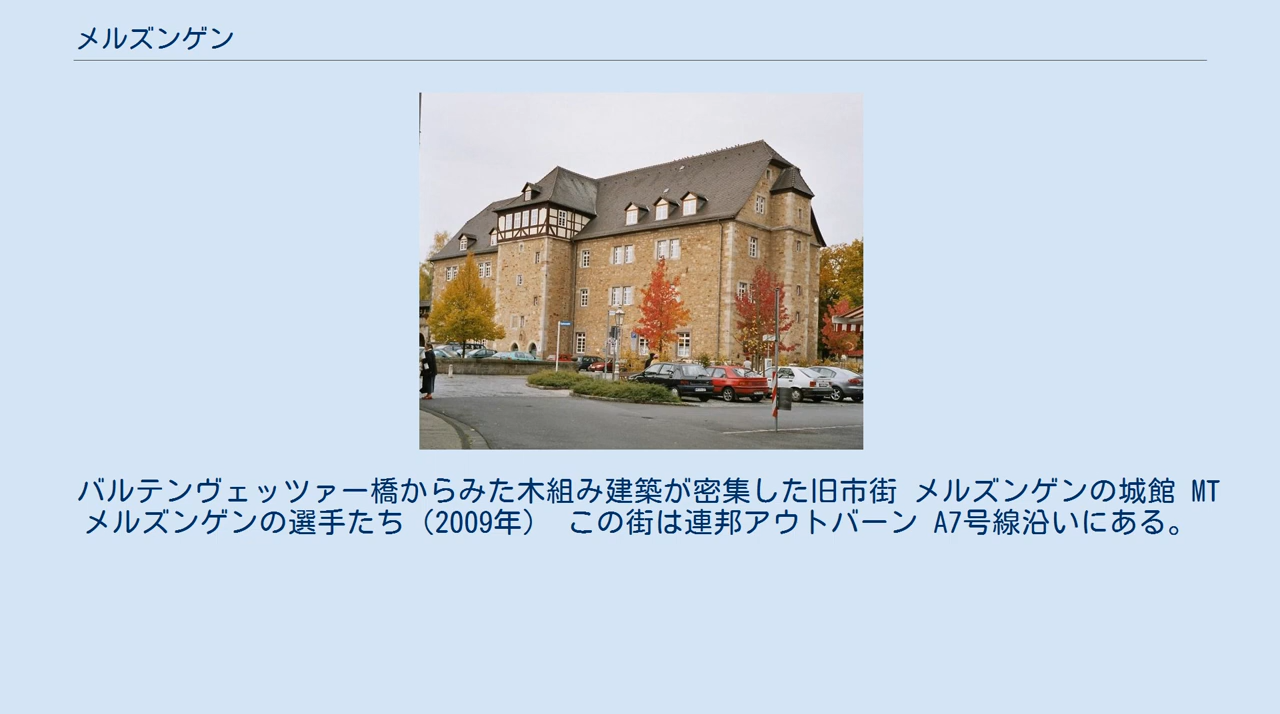 メルズンゲン
バルテンヴェッツァー橋からみた木組み建築が密集した旧市街 メルズンゲンの城館 MT
メルズンゲンの選手たち（2009年） この街は連邦アウトバーン A7号線沿いにある。